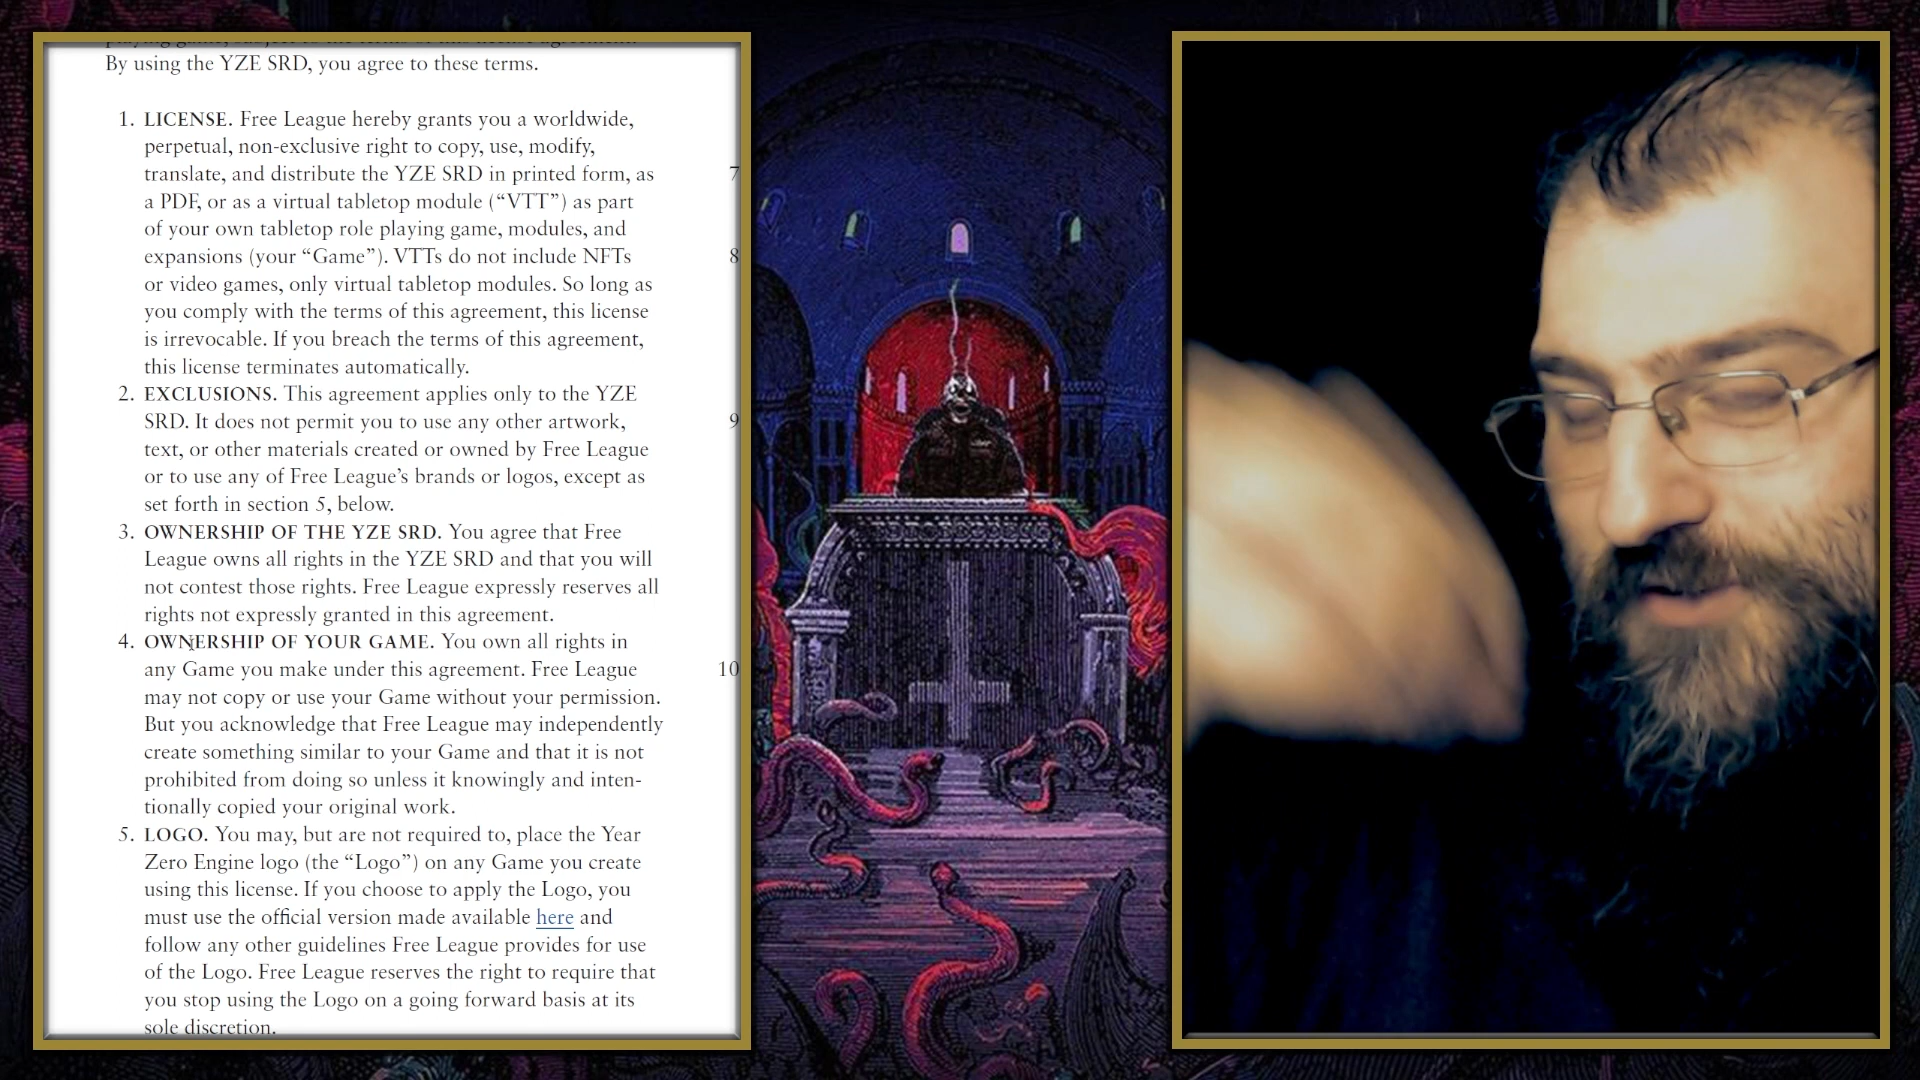 playing game, subject to the terms of this license agreement.
By using the YZE SRD, you agree to these terms.
1. LICENSE. Free League hereby grants you a worldwide,
perpetual, non-exclusive right to copy, use, modify,
translate, and distribute the YZE SRD in printed form, as
a PDF, or as a virtual tabletop module (“VTT”) as part
of your own tabletop role playing game, modules, and
expansions (your “Game”). VTTs do not include NFTs
or video games, only virtual tabletop modules. So long as
you comply with the terms of this agreement, this license
is irrevocable. If you breach the terms of this agreement,
this license terminates automatically.
2. EXCLUSIONS. This agreement applies only to the YZE
SRD. It does not permit you to use any other artwork,
text, or other materials created or owned by Free League
or to use any of Free League’s brands or logos, except as
set forth in section 5, below.
3. OWNERSHIP OF THE YZE SRD. You agree that Free
League owns all rights in the YZE SRD and that you will
not contest those rights. Free League expressly reserves all
rights not expressly granted in this agreement.
4. OWNERSHIP OF YOUR GAME. You own all rights in
any Game you make under this agreement. Free League
may not copy or use your Game without your permission.
But you acknowledge that Free League may independently
create something similar to your Game and that it is not
prohibited from doing so unless it knowingly and inten-
tionally copied your original work.
5. LOGO. You may, but are not required to, place the Year
Zero Engine logo (the “Logo”) on any Game you create
using this license. If you choose to apply the Logo, you
must use the official version made available here and
follow any other guidelines Free League provides for use
of the Logo. Free League reserves the right to require that
you stop using the Logo on a going forward basis at its
sole discretion.
7
8
9
10